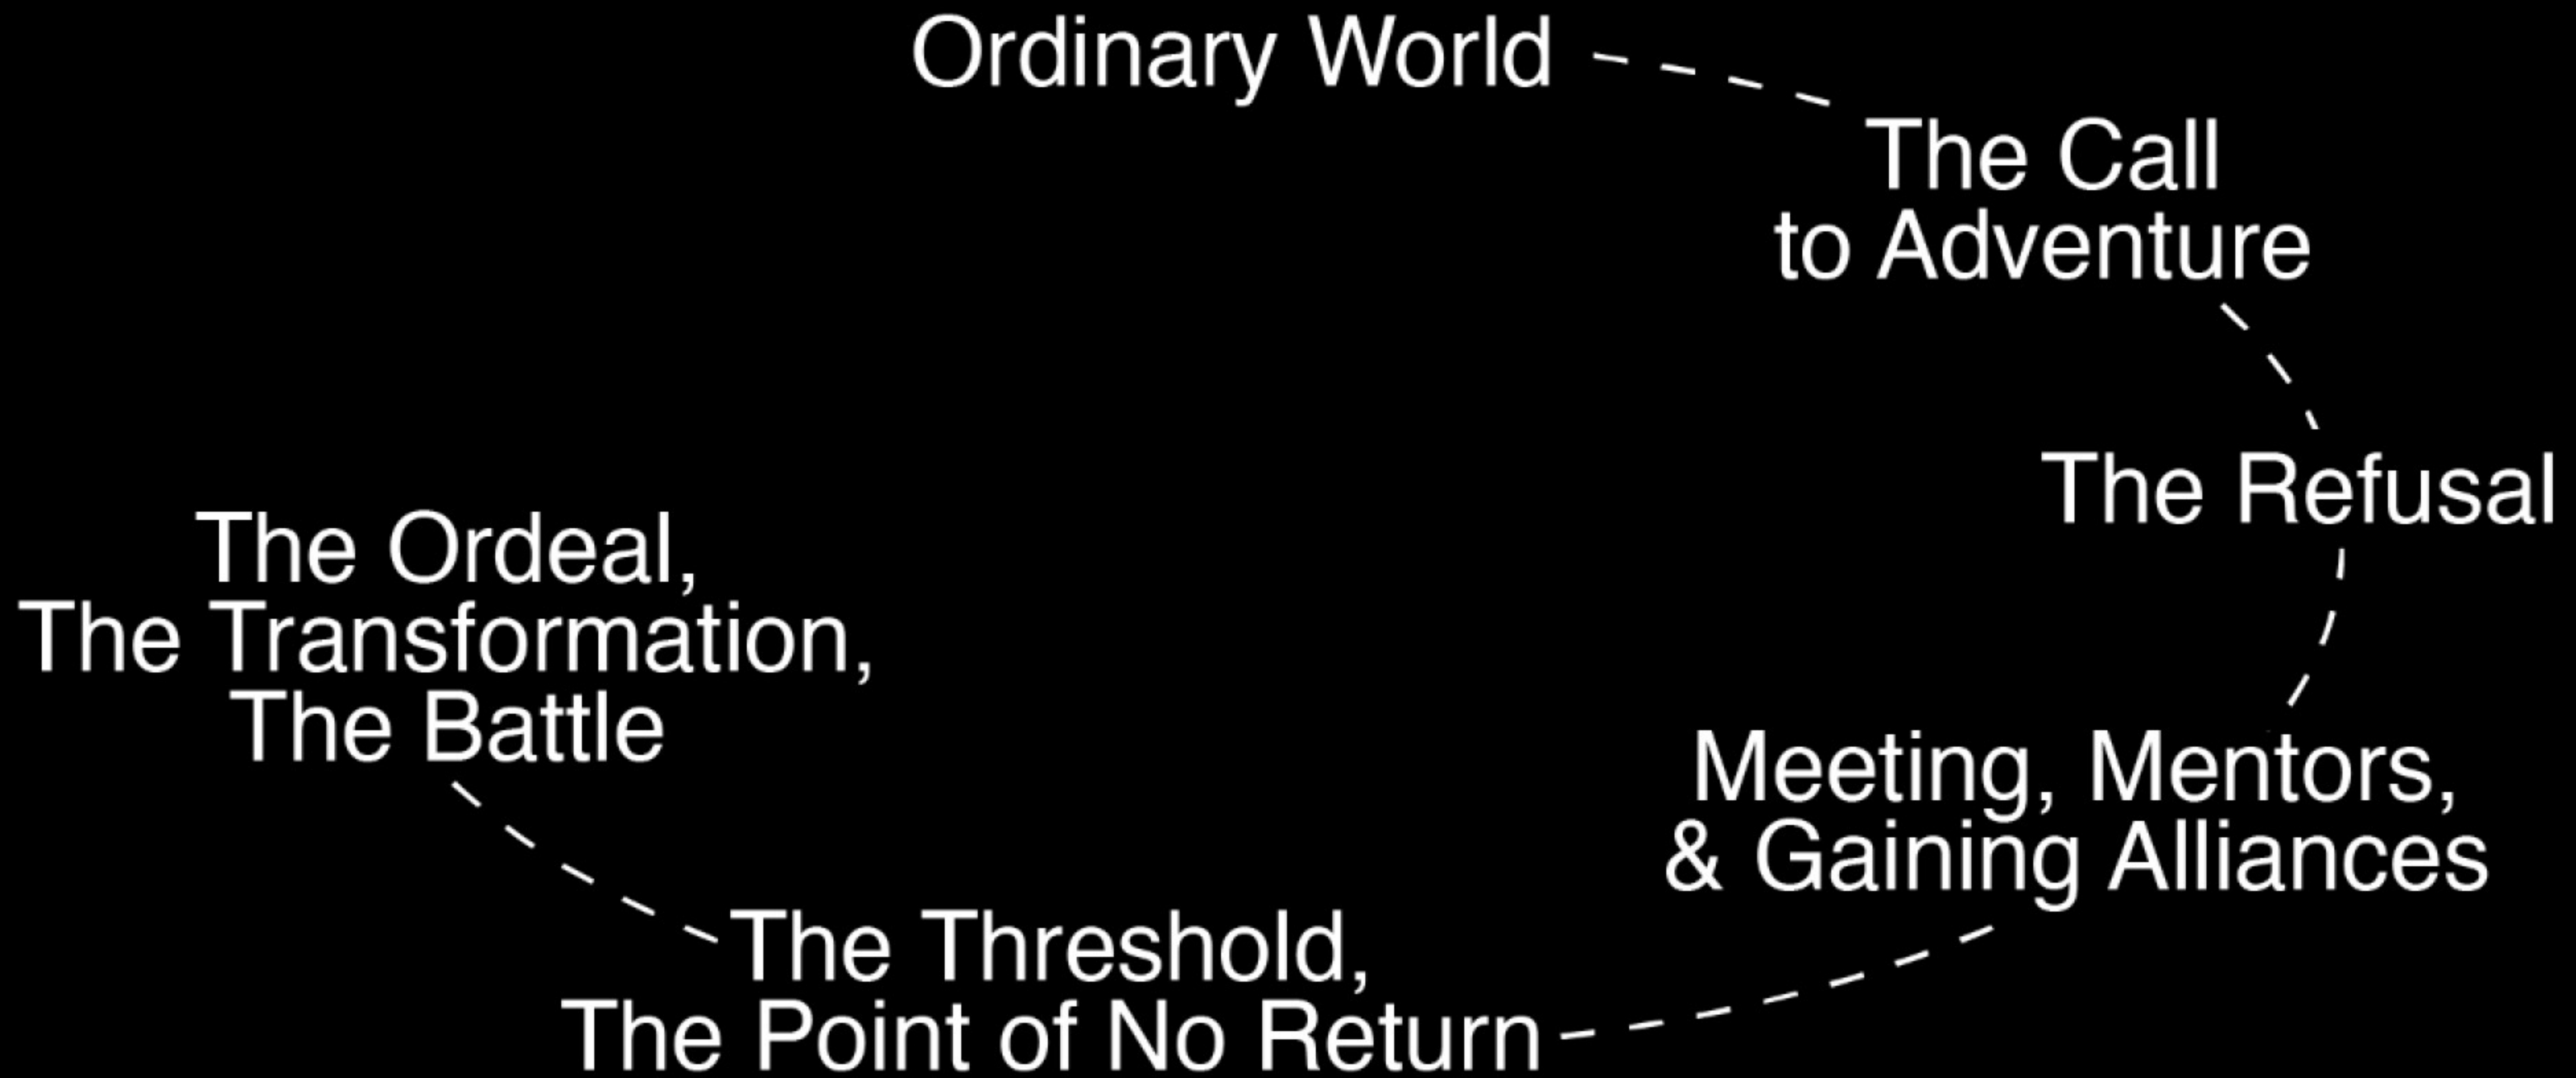 Ordinary World
The Call
to Adventure
The Refusal
Meeting, Mentors,
& Gaining Alliances
The Threshold,
The Point of No Return
The Ordeal,
The Transformation,
The Battle